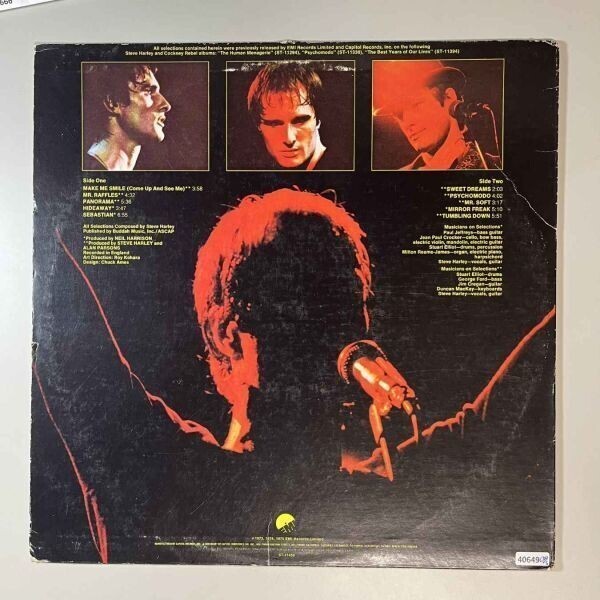 666
All selections contained herein were previously released by EMI Records Limited and Capitol Records, Inc. on the following
Steve Harley and Cockney Rebel albums: "The Human Menagerie" (ST-11294), "Psychomodo" (ST-11330), "The Best Years of Our Lives" (ST-11394)
Side One
MAKE ME SMILE (Come Up And See Me)** 3:58
MR. RAFFLES** 4:32
PANORAMA** 5:36
HIDEAWAY* 3:47
SEBASTIAN* 6:55
All Selections Composed by Steve Harley
Published by Buddah Music, Inc./ASCAP
*Produced by NEIL HARRISON
**Produced by STEVE HARLEY and
ALAN PARSONS
Recorded in England
Art Direction: Roy Kohara
Design: Chuck Ames
Side Two
**SWEET DREAMS 2:03
**PSYCHOMODO 4:02
**MR. SOFT 3:17
*MIRROR FREAK 5:10
**TUMBLING DOWN 5:51
Musicians on Selections*
Paul Jeffreys—bass guitar
Jean Paul Crocker—cello, bow bass,
electric violin, mandolin, electric guitar
Stuart Elliot—drums, percussion
Milton Reame-James—organ, electric piano,
harpsichord
Steve Harley—vocals, guitar
Musicians on Selections**
Stuart Elliot—drums
George Ford—bass
Jim Cregan—guitar
Duncan MacKay—keyboards
Steve Harley—vocals, guitar
EMI Records Limited
40649